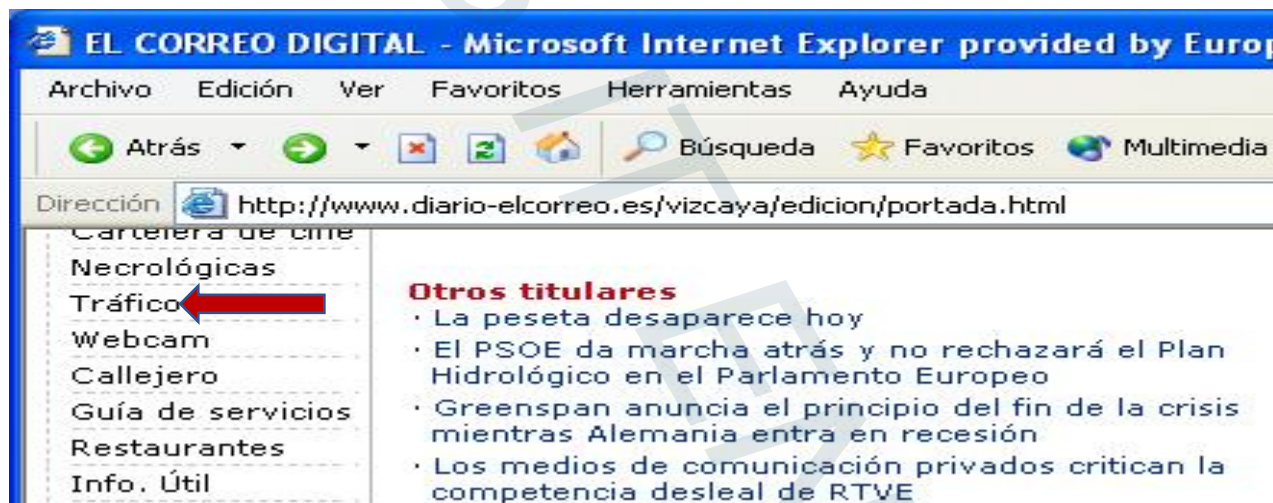 EL CORREO DIGITAL - Microsoft Internet Explorer provided by Europ
Archivo Edición Ver Favoritos Herramientas Ayuda
Atrás Búsqueda Favoritos Multimedia
Dirección http://www.diario-elcorreo.es/vizcaya/edicion/portada.html
Cartelera de cine
Necrológicas
Tráfico
Webcam
Callejero
Guía de servicios
Restaurantes
Info. Útil
Otros titulares
· La peseta desaparece hoy
· El PSOE da marcha atrás y no rechazará el Plan
Hidrológico en el Parlamento Europeo
· Greenspan anuncia el principio del fin de la crisis
mientras Alemania entra en recesión
· Los medios de comunicación privados critican la
competencia desleal de RTVE